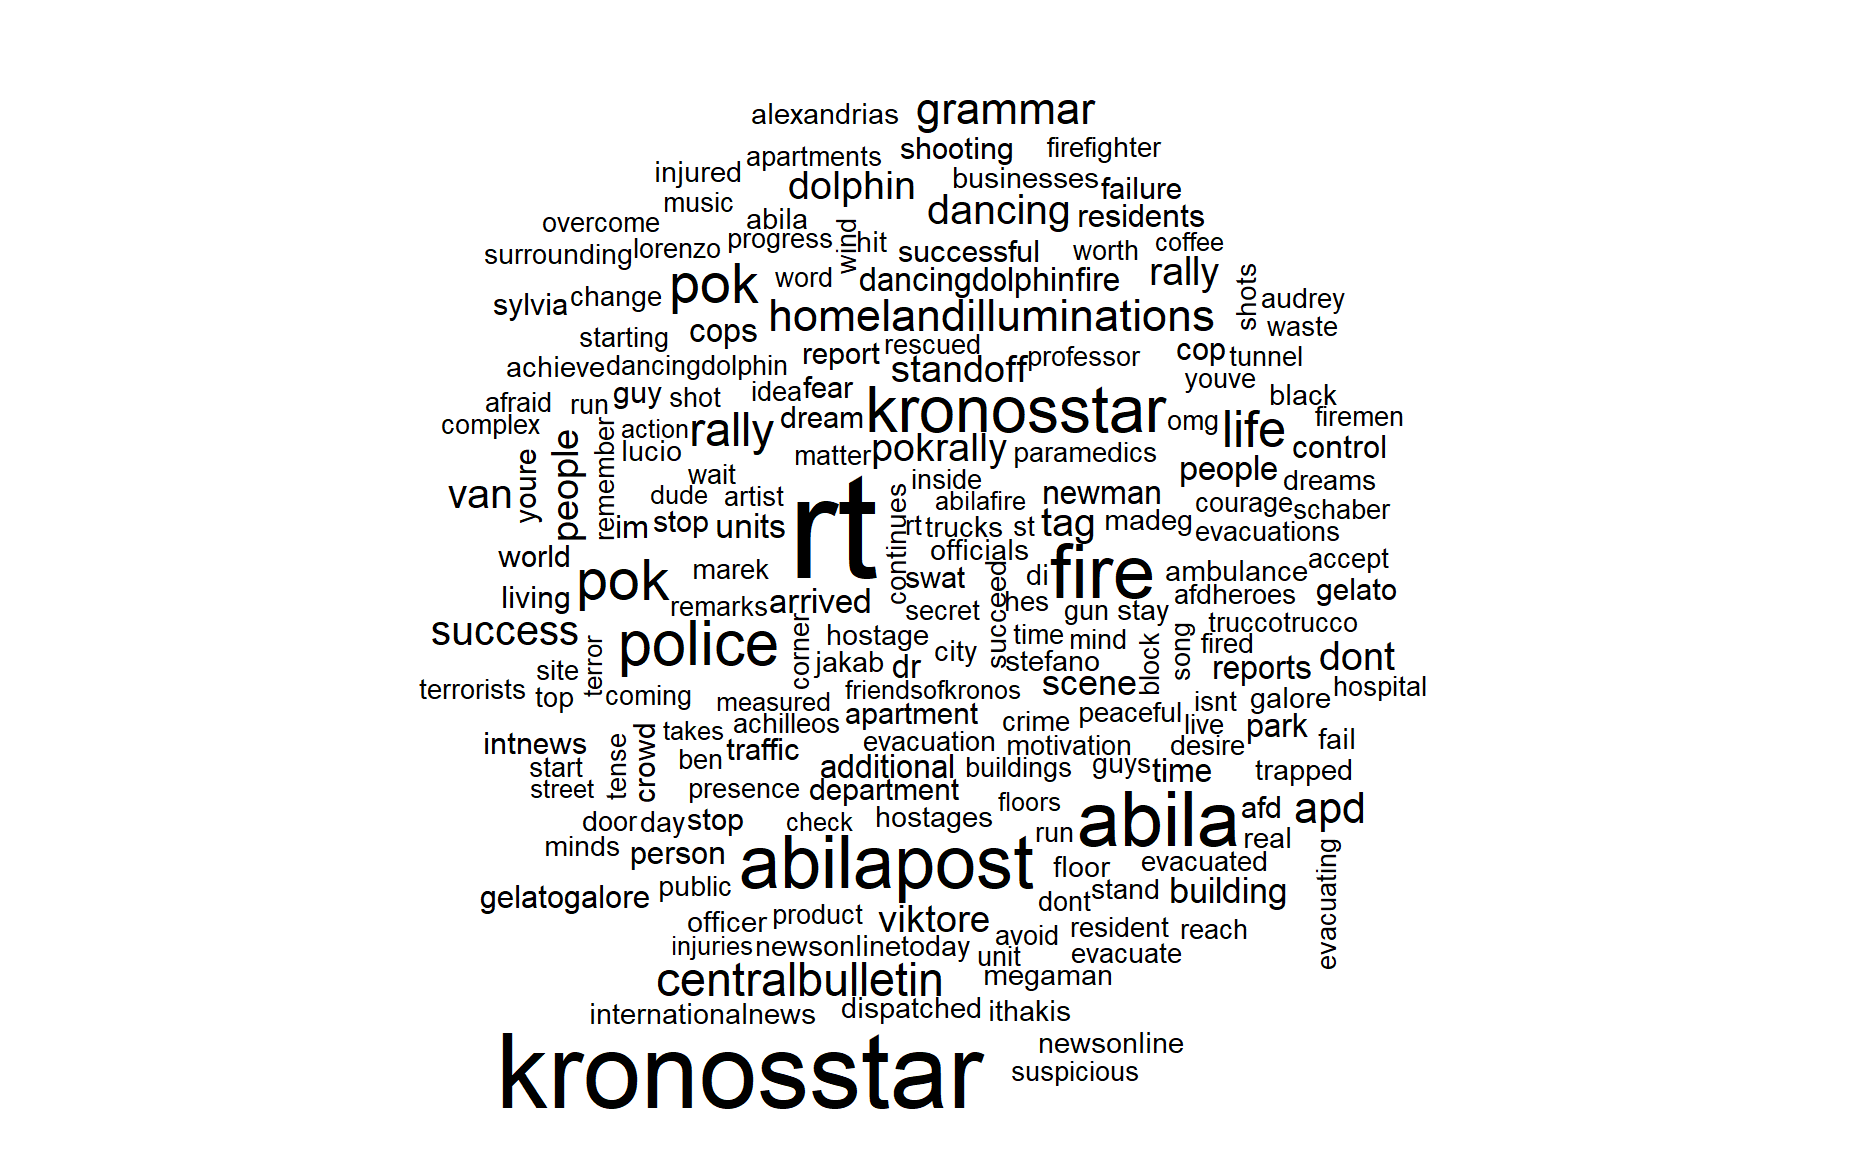 alexandrias grammar
apartments shooting firefighter
injured dolphin businesses failure
music dancing residents
overcome abila wind hit
surrounding lorenzo progress successful worth coffee
sylvia change pok word dancingdolphinfire rally shots audrey
starting cops homelandilluminations waste
achieve dancingdolphin report rescued standoff professor cop tunnel
youve
afraid run guy shot idea fear kronosstar black
complex action rally dream omg life firemen
people remember lucio matter pokrally paramedics control
youre wait inside people dreams
van dude artist rt continues abilafire newman courage schaber
im stop units rt trucks st tag madeg evacuations
world officials fire accept
pok marek swat succeed di ambulance gelato
living remarks arrived secret hes gun stay afdheroes
success police corner hostage time mind block song fired truccotrucco
terror jakab dr city stefano reports dont
terrorists site top coming measured friendsofkronos scene isnt galore hospital
achilleos apartment crime peaceful live park
intnews tense crowd takes traffic evacuation motivation desire fail
start ben additional buildings guys time trapped
street presence department floors abila afd apd
door day stop check hostages run real
minds person abilapost floor evacuated evacuating
gelatogalore public dont stand building
officer product viktore avoid resident reach
injuries newsonlinetoday unit evacuate
centralbulletin megaman
internationalnews dispatched ithakis
kronosstar newsonline
suspicious